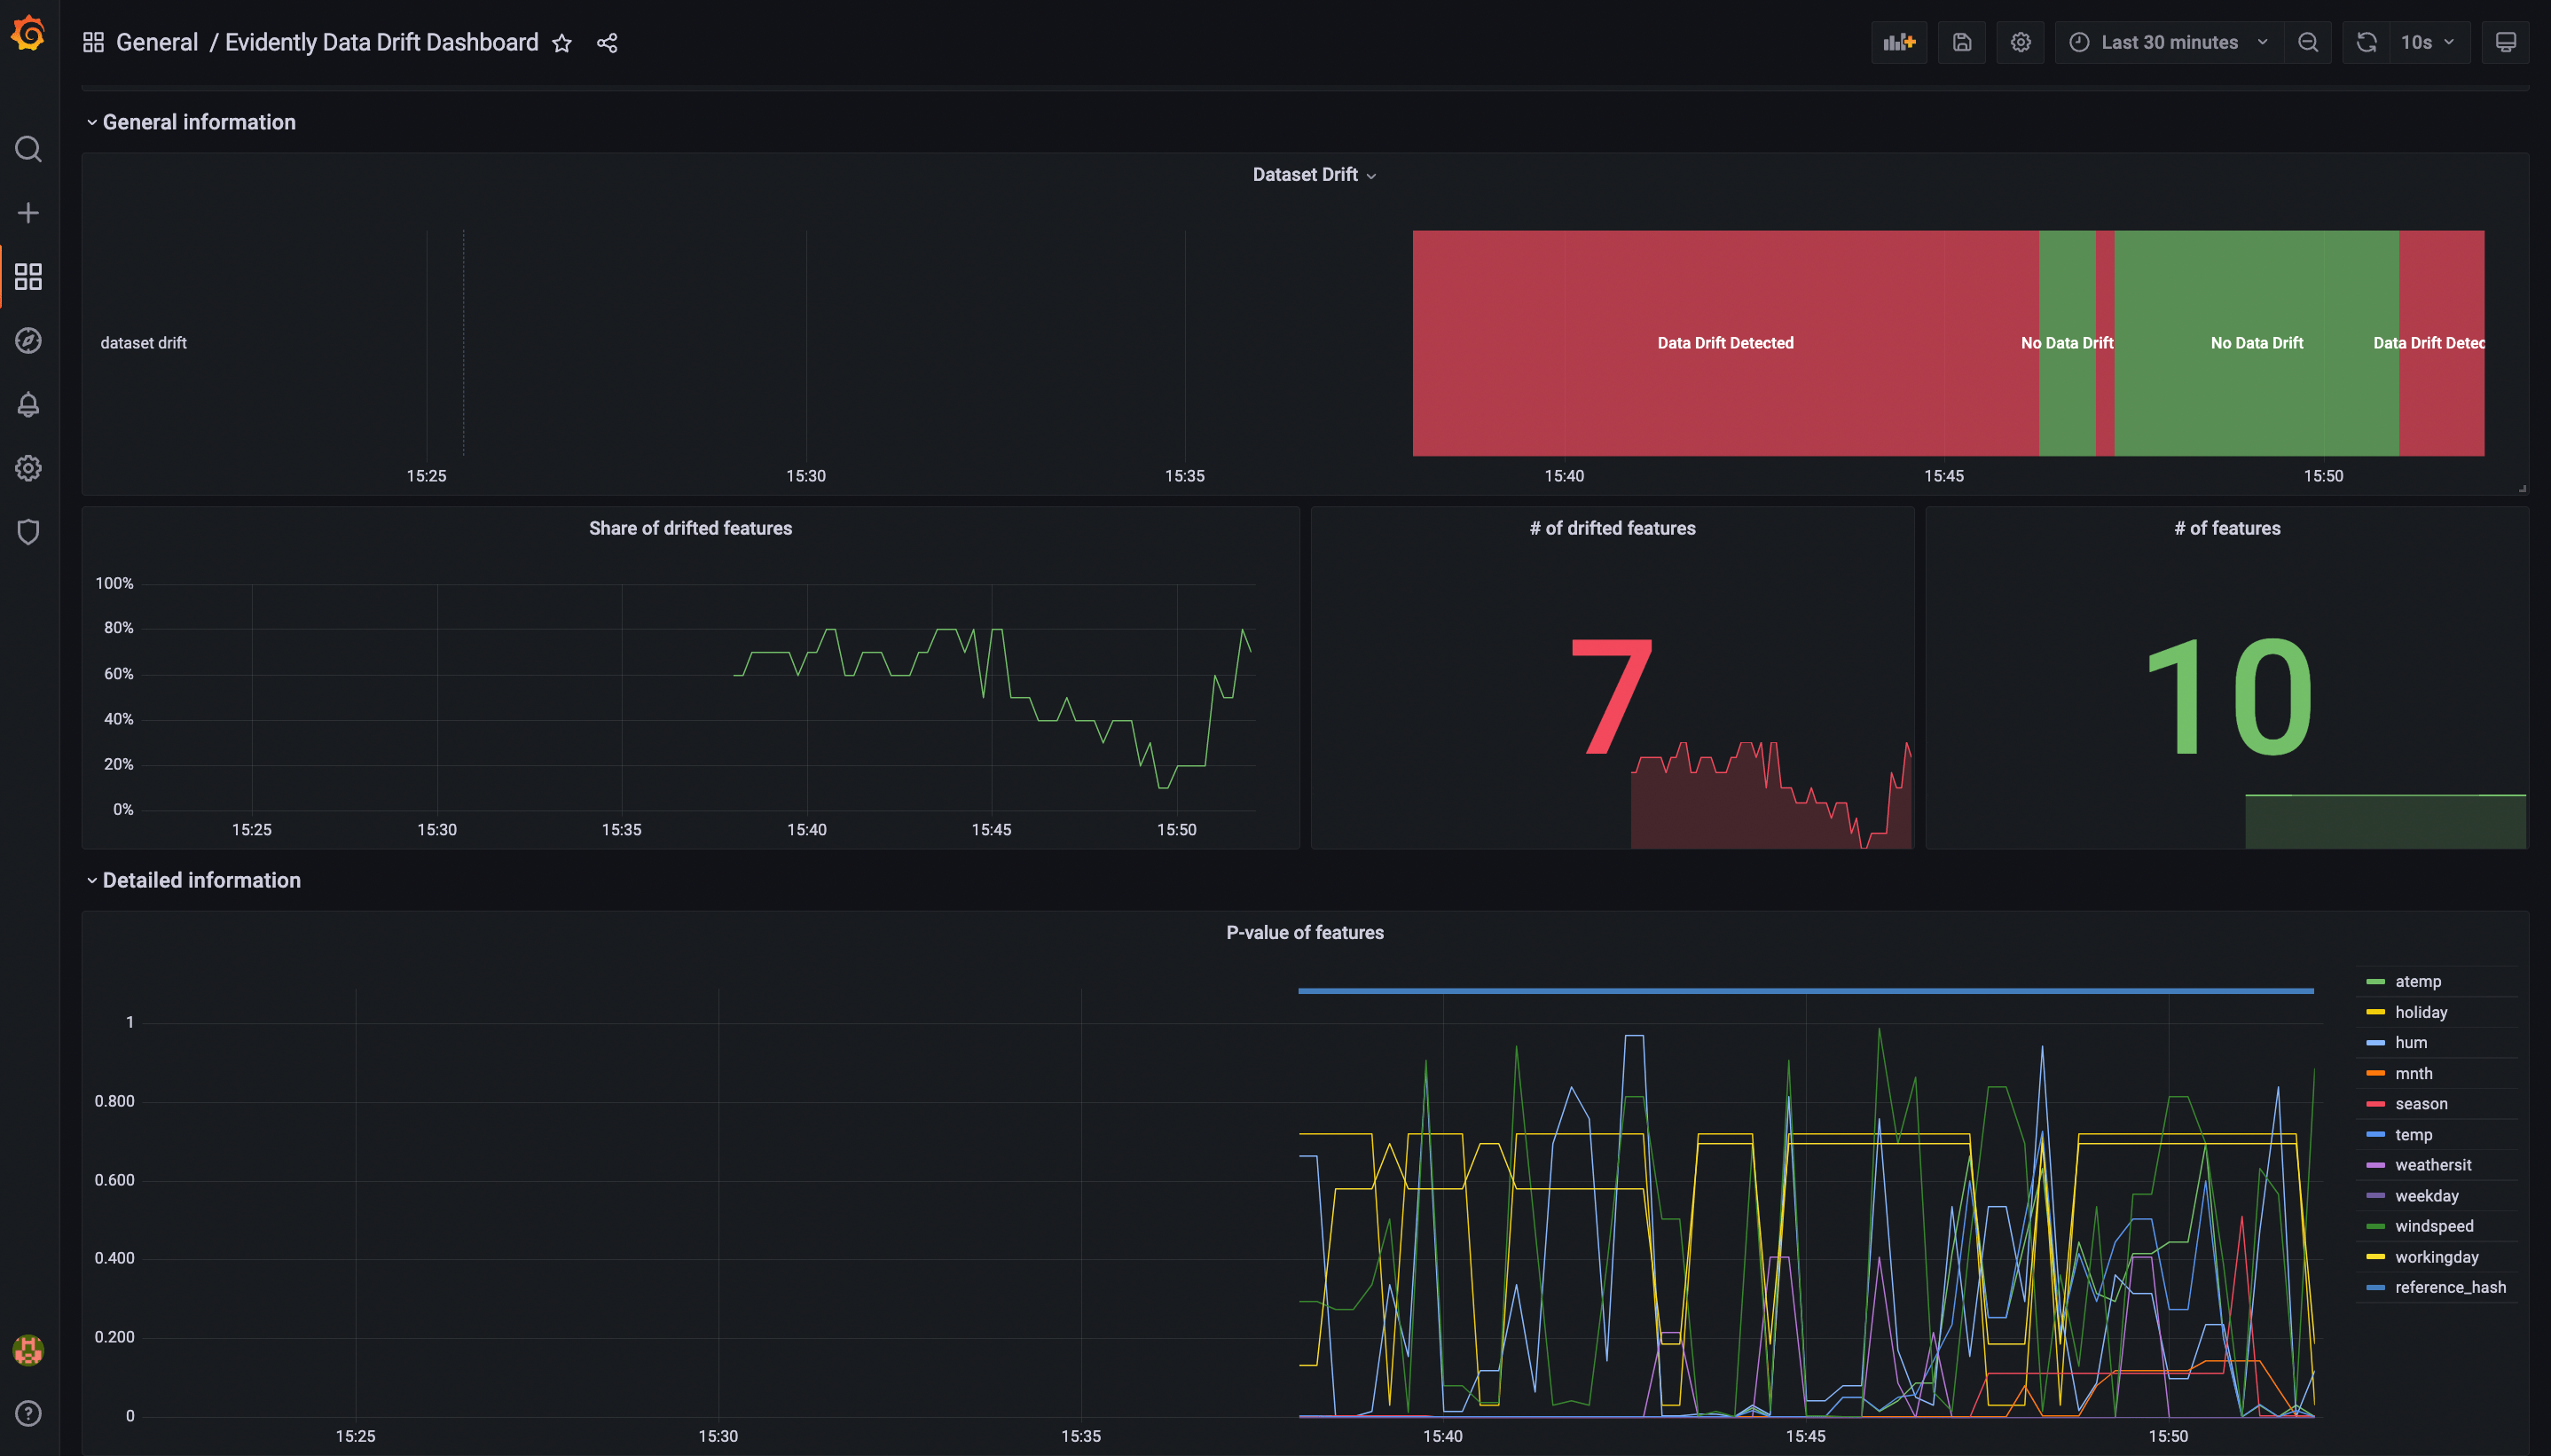 General / Evidently Data Drift Dashboard
Last 30 minutes
10s
General information
Dataset Drift
dataset drift
Data Drift Detected
No Data Drift
No Data Drift
Data Drift Detec
15:25 15:30 15:35 15:40 15:45 15:50
Share of drifted features
100%
80%
60%
40%
20%
0%
15:25 15:30 15:35 15:40 15:45 15:50
# of drifted features
7
# of features
10
Detailed information
P-value of features
1
0.800
0.600
0.400
0.200
0
15:25 15:30 15:35 15:40 15:45 15:50
atemp
holiday
hum
mnth
season
temp
weathersit
weekday
windspeed
workingday
reference_hash